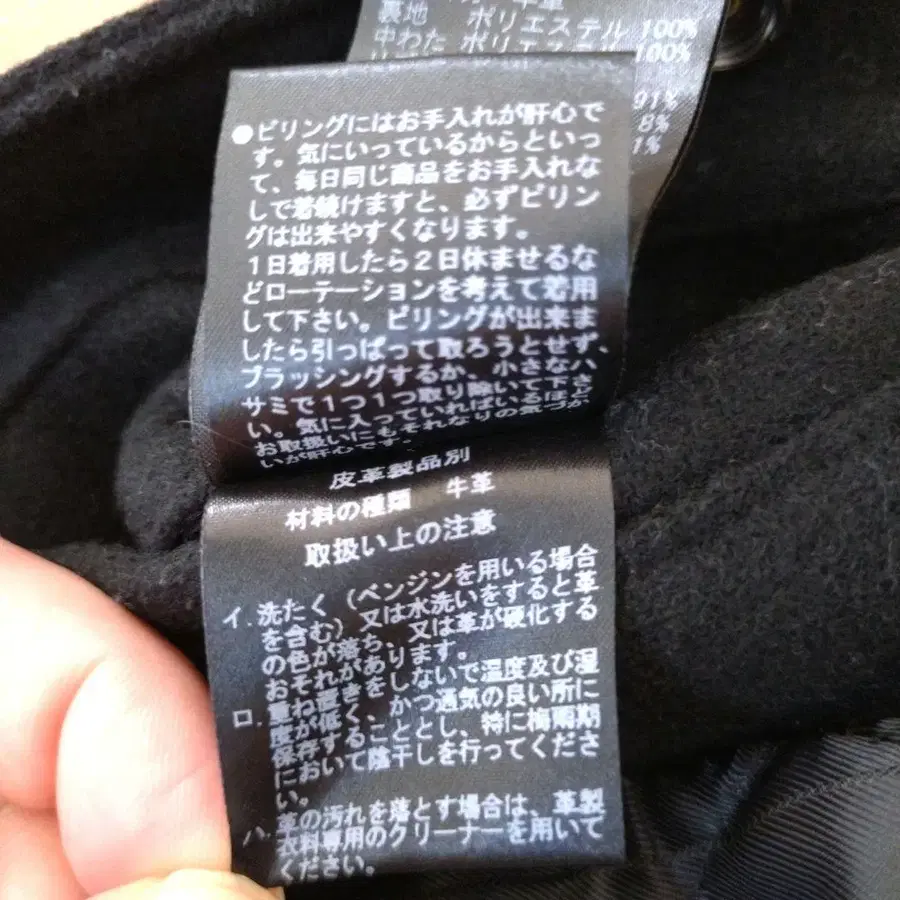 裏地 ポリエステル 100%
中わた ポリエステル 100%
91%
8%
1%
●ピリングにはお手入れが肝心で
す。気にいっているからといっ
て、毎日同じ商品をお手入れな
しで着続けますと、必ずピリン
グは出来やすくなります。
1日着用したら2日休ませるな
どローテーションを考えて着用
して下さい。ピリングが出来ま
したら引っぱって取ろうとせず、
ブラッシングするか、小さなハ
サミで1つ1つ取り除いて下さ
い。気に入っていればいるほど
お取扱いにもそれなりの気づか
いが肝心です。
皮革製品別
材料の種類 牛革
取扱い上の注意
イ.洗たく(ベンジンを用いる場合
を含む)又は水洗いをすると革
の色が落ち、又は革が硬化する
おそれがあります。
ロ.重ね置きをしないで温度及び湿
度が低く、かつ通気の良い所に
保存することとし、特に梅雨期
において陰干しを行ってくださ
い。
ハ.革の汚れを落とす場合は、革製
衣料専用のクリーナーを用いて
ください。